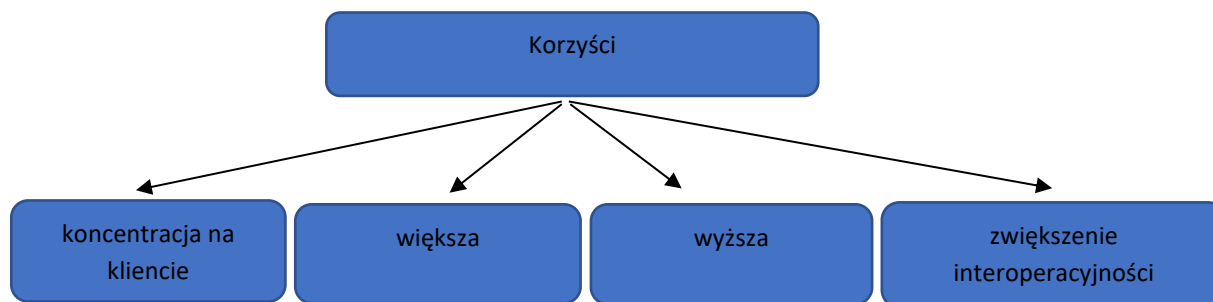 Korzyści
koncentracja na
kliencie
większa
wyższa
zwiększenie
interoperacyjności